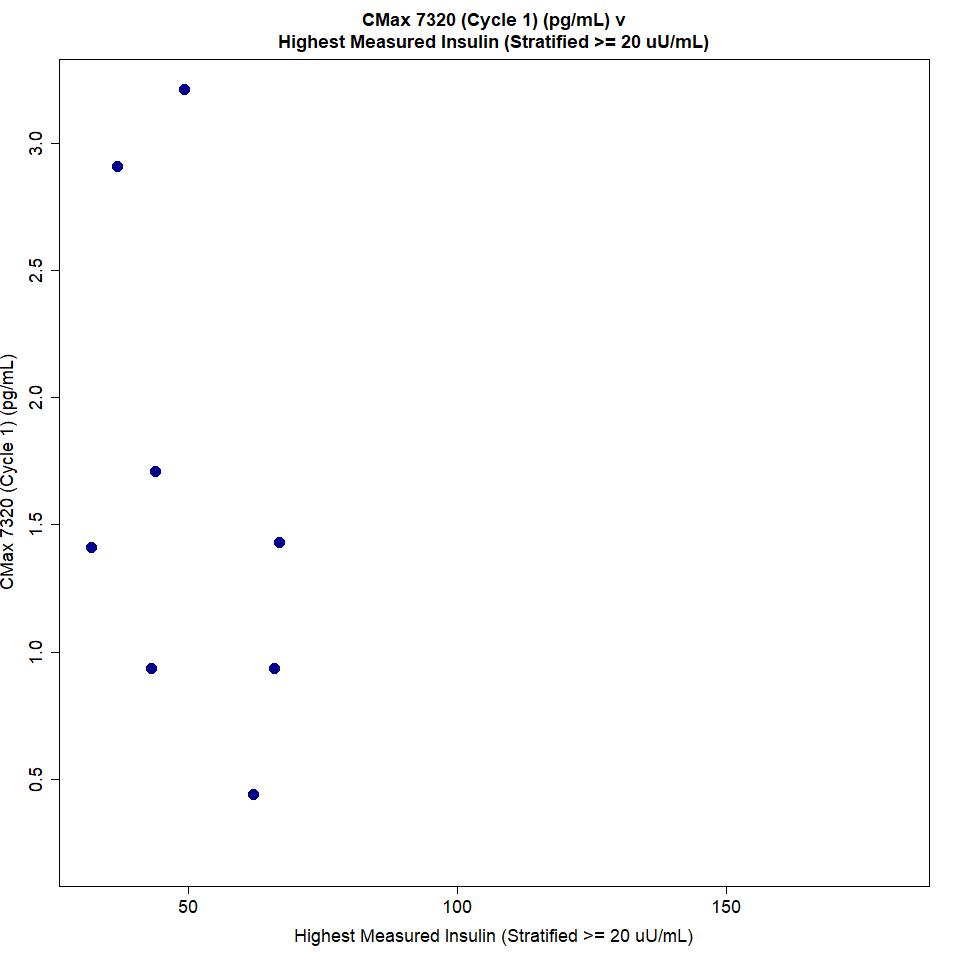 CMax 7320 (Cycle 1) (pg/mL) v
Highest Measured Insulin (Stratified >= 20 uU/mL)
CMax 7320 (Cycle 1) (pg/mL)
3.0
2.5
2.0
1.5
1.0
0.5
50 100 150
Highest Measured Insulin (Stratified >= 20 uU/mL)